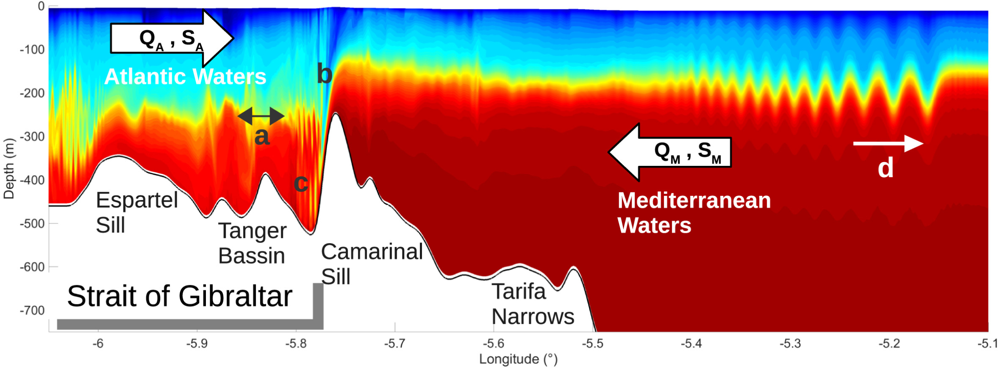 0
-100
-200
-300
-400
-500
-600
-700
Depth (m)
Q_A , S_A
Atlantic Waters
a
b
c
d
Q_M , S_M
Mediterranean
Waters
Espartel
Sill
Tanger
Bassin
Camarinal
Sill
Tarifa
Narrows
Strait of Gibraltar
-6 -5.9 -5.8 -5.7 -5.6 -5.5 -5.4 -5.3 -5.2 -5.1
Longitude (°)